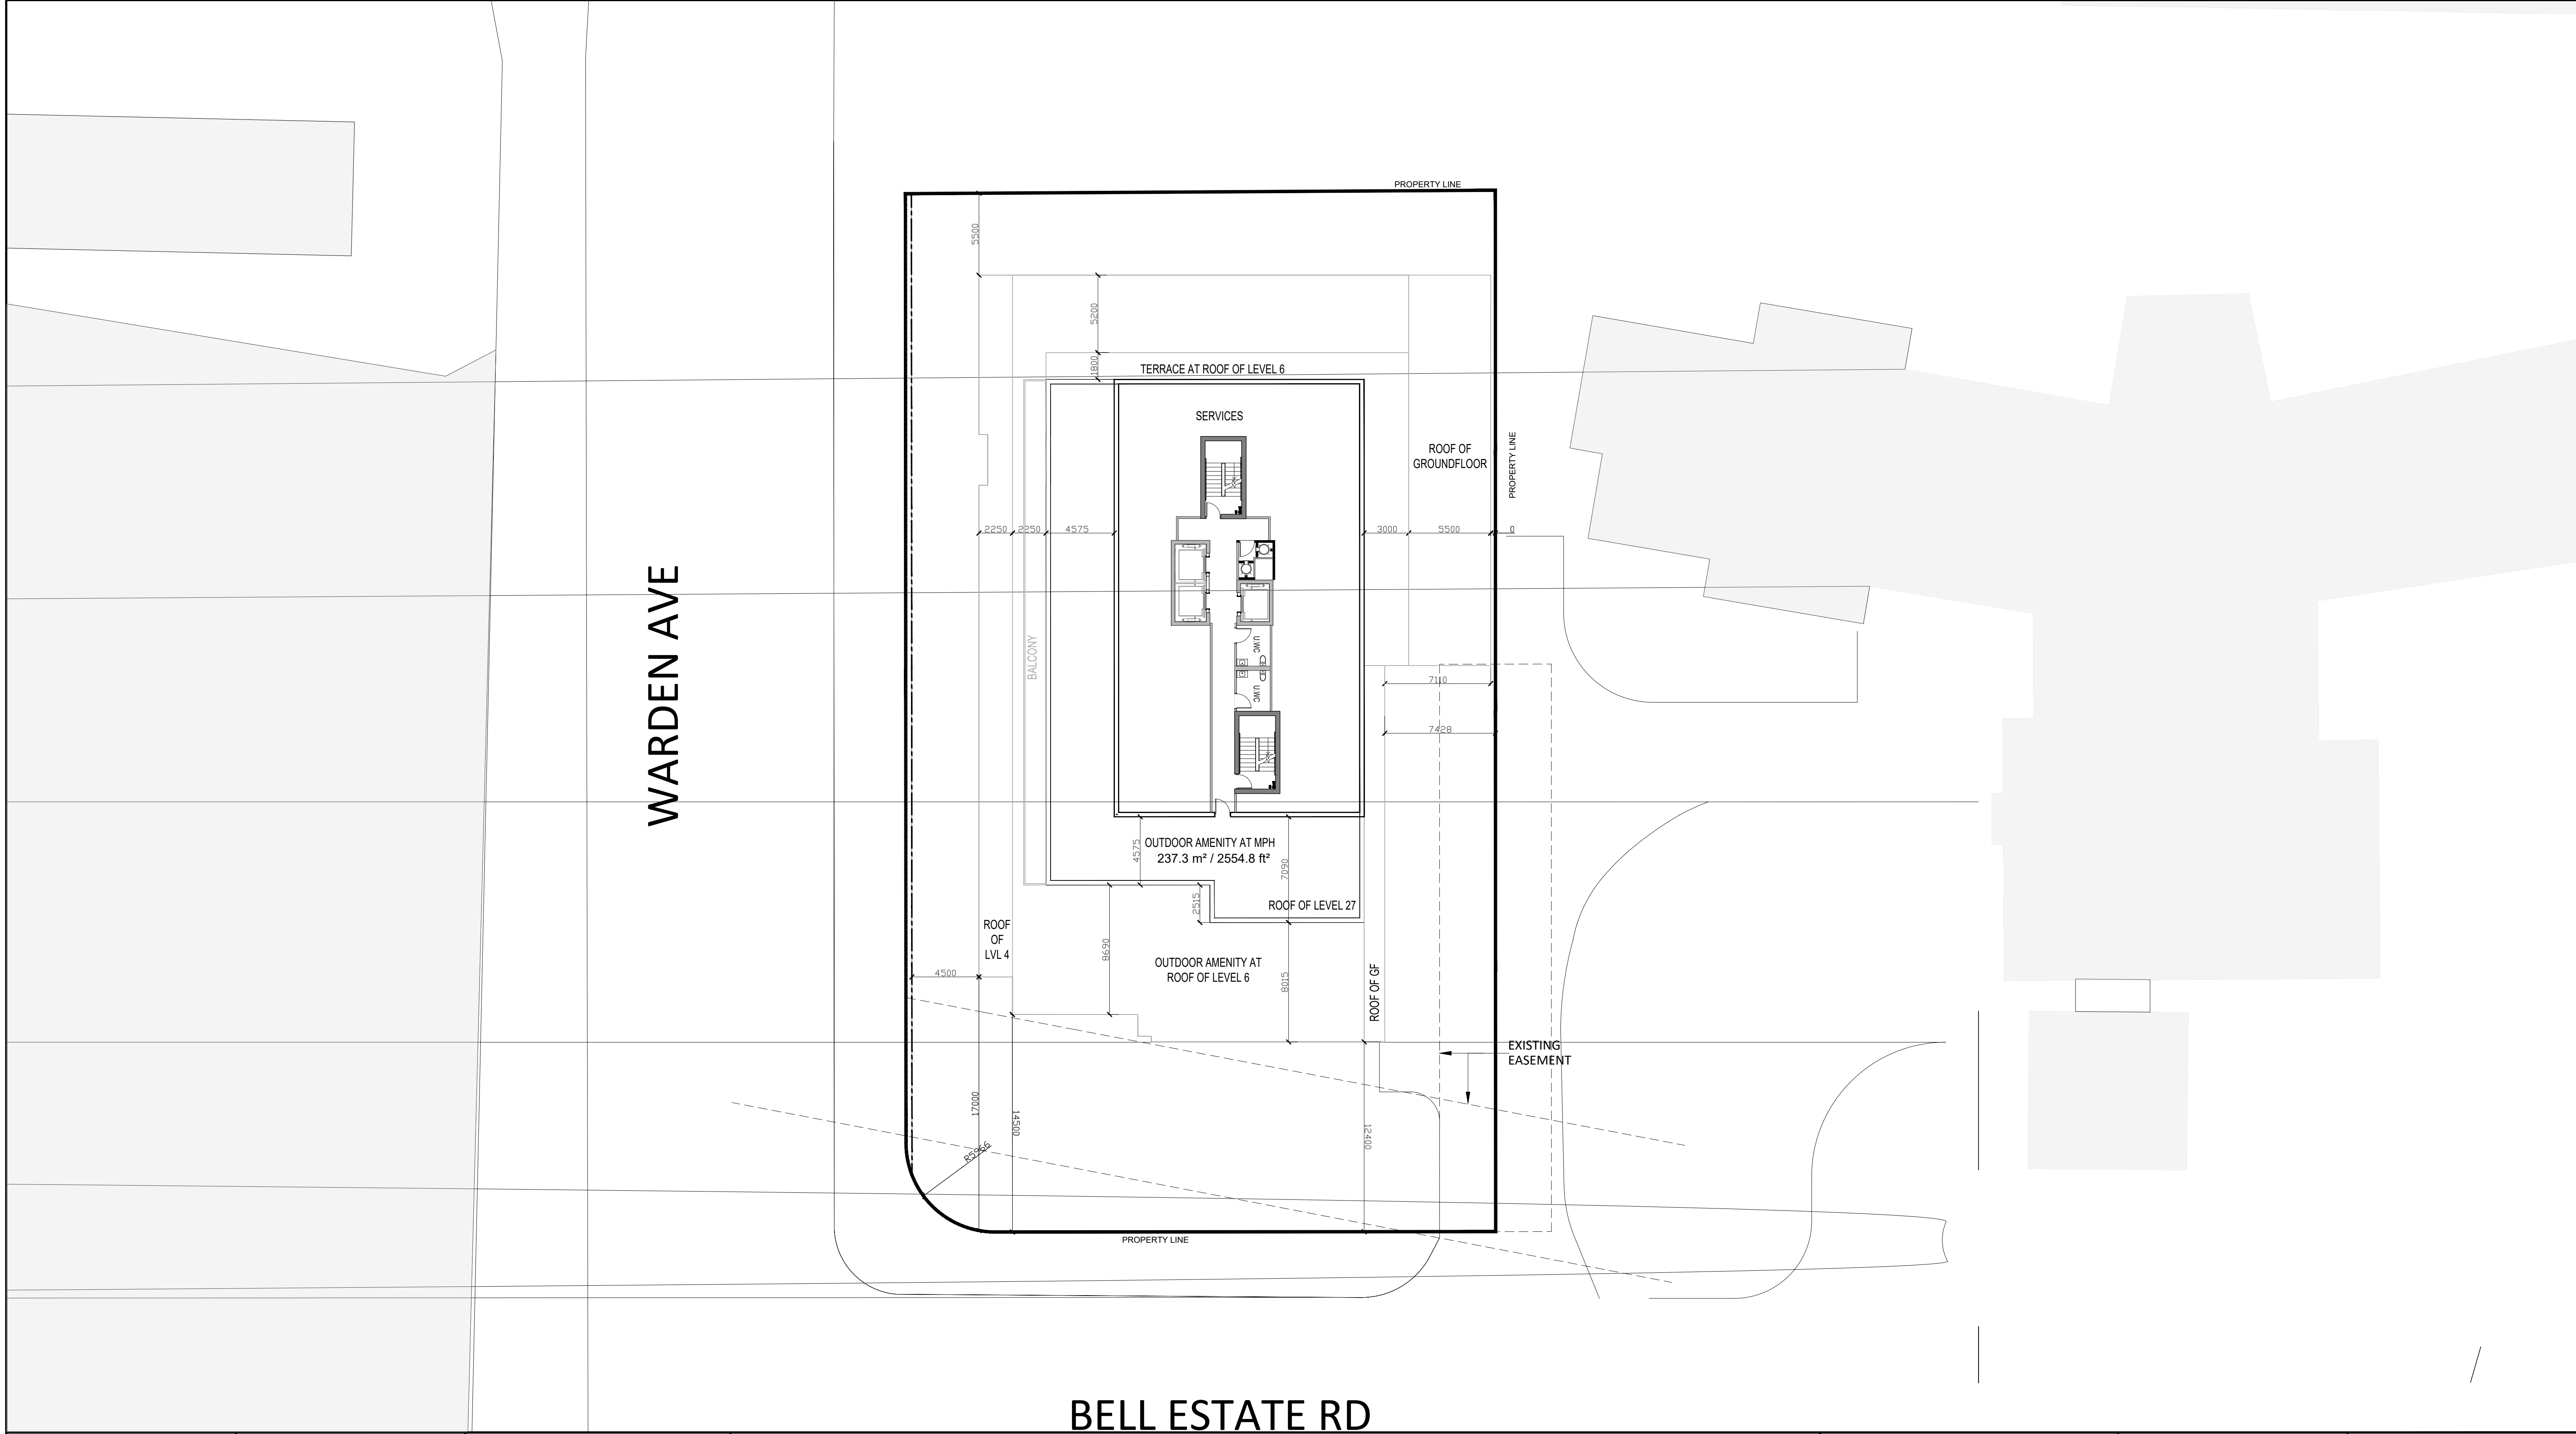 PROPERTY LINE
5500
5200
1800
TERRACE AT ROOF OF LEVEL 6
SERVICES
ROOF OF
GROUNDFLOOR
PROPERTY LINE
2250
2250
4575
3000
5500
0
WARDEN AVE
BALCONY
U.WC
U.WC
7110
7428
4575
OUTDOOR AMENITY AT MPH
237.3 m² / 2554.8 ft²
7090
2515
ROOF OF LEVEL 27
ROOF
OF
LVL 4
8690
OUTDOOR AMENITY AT
ROOF OF LEVEL 6
8015
4500
ROOF OF GF
EXISTING
EASEMENT
17000
14500
12400
R5966
PROPERTY LINE
BELL ESTATE RD